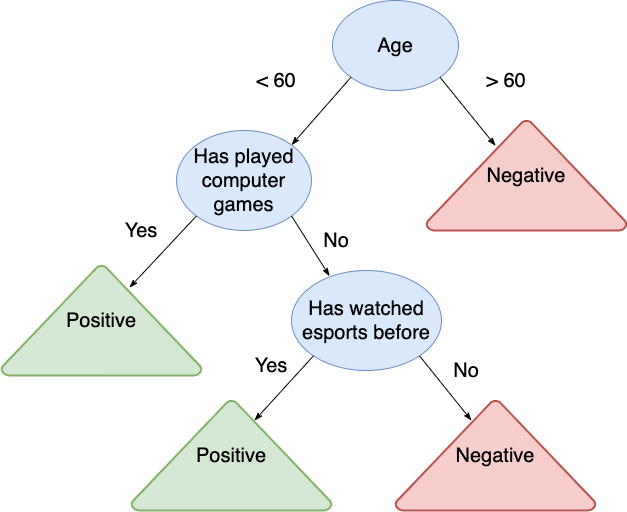 Age
< 60
> 60
Has played
computer
games
Negative
Yes
No
Positive
Has watched
esports before
Yes
No
Positive
Negative